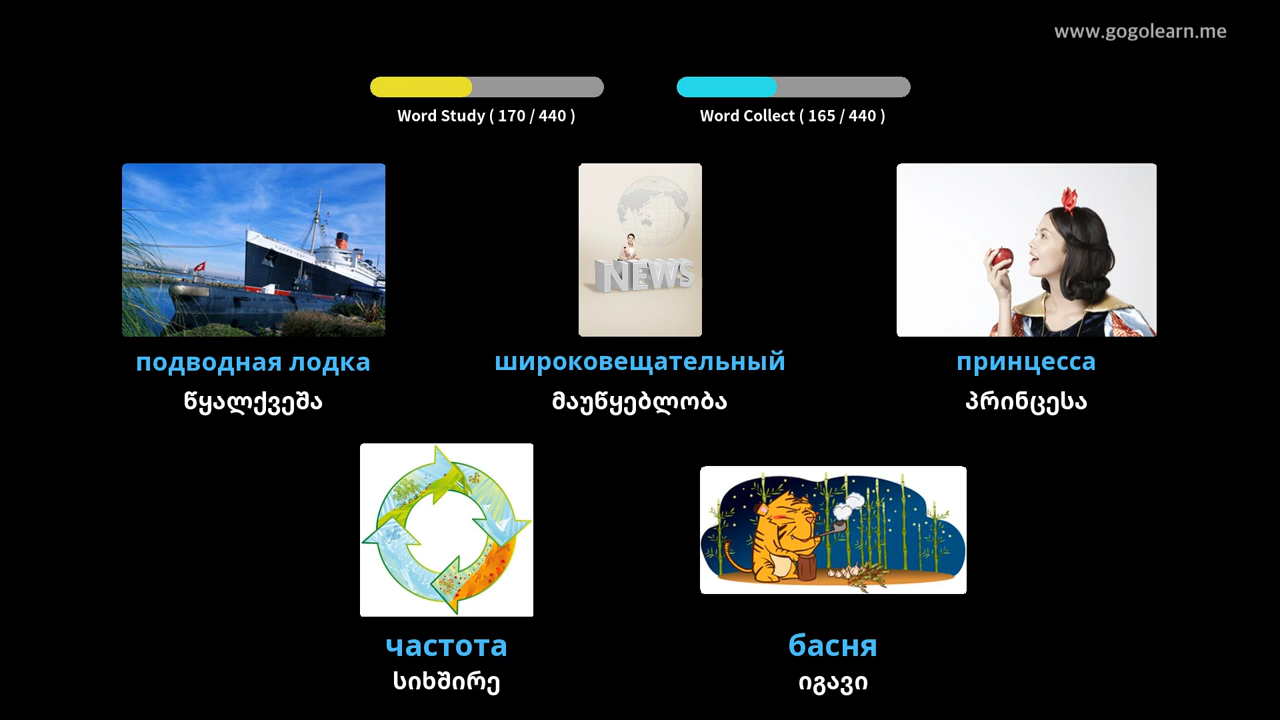 www.gogolearn.me
Word Study ( 170 / 440 )
Word Collect ( 165 / 440 )
NEWS
подводная лодка
широковещательный
принцесса
წყალქვეშა
მაუწყებლობა
პრინცესა
частота
басня
სიხშირე
იგავი